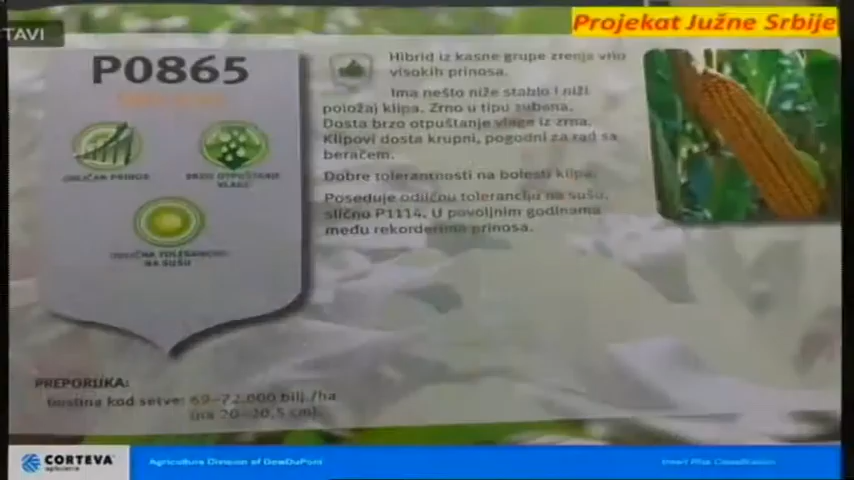 TAVI
Projekat Južne Srbije
P0865
ODLIČAN PRINOS
BRZO OTPUŠTANJE
VLAGE
ODLIČNA TOLERANCIJA
NA SUŠU
Hibrid iz kasne grupe zrenja vrlo
visokih prinosa.
Ima nešto niže stablo i niži
položaj klipa. Zrno u tipu zubana.
Dosta brzo otpuštanje vlage iz zrna.
Klipovi dosta krupni, pogodni za rad sa
beračem.
Dobre tolerantnosti na bolesti klipa.
Poseduje odličnu toleranciju na sušu,
slično P1114. U povoljnim godinama
među rekorderima prinosa.
PREPORUKA:
Gustina kod setve: 69–72.000 bilj./ha
(na 20–20,5 cm).
CORTEVA
agriscience
Agriculture Division of DowDuPont